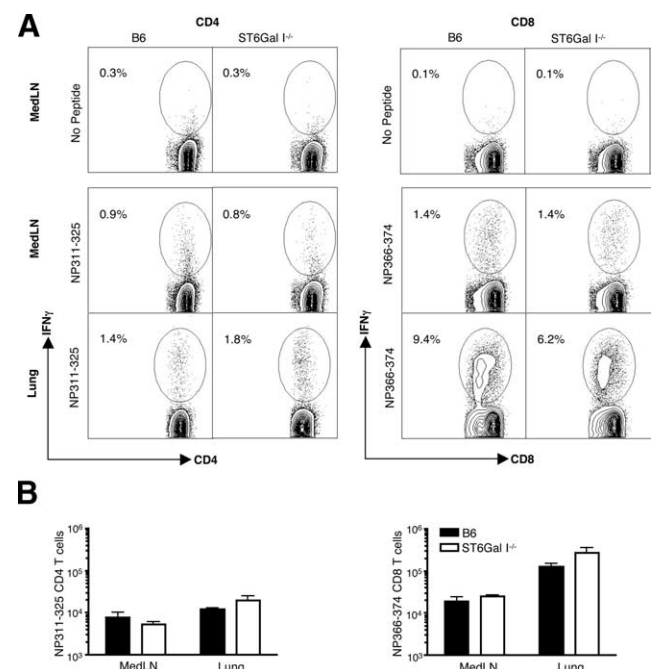 A
CD4
CD8
B6
ST6Gal I-/-
B6
ST6Gal I-/-
MedLN
No Peptide
0.3%
0.3%
No Peptide
0.1%
0.1%
MedLN
NP311-325
0.9%
0.8%
NP366-374
1.4%
1.4%
Lung
IFNγ
NP311-325
1.4%
1.8%
IFNγ
NP366-374
9.4%
6.2%
CD4
CD8
B
NP311-325 CD4 T cells
10⁶
10⁵
10⁴
10³
MedLN
Lung
NP366-374 CD8 T cells
10⁶
10⁵
10⁴
10³
B6
ST6Gal I-/-
MedLN
Lung